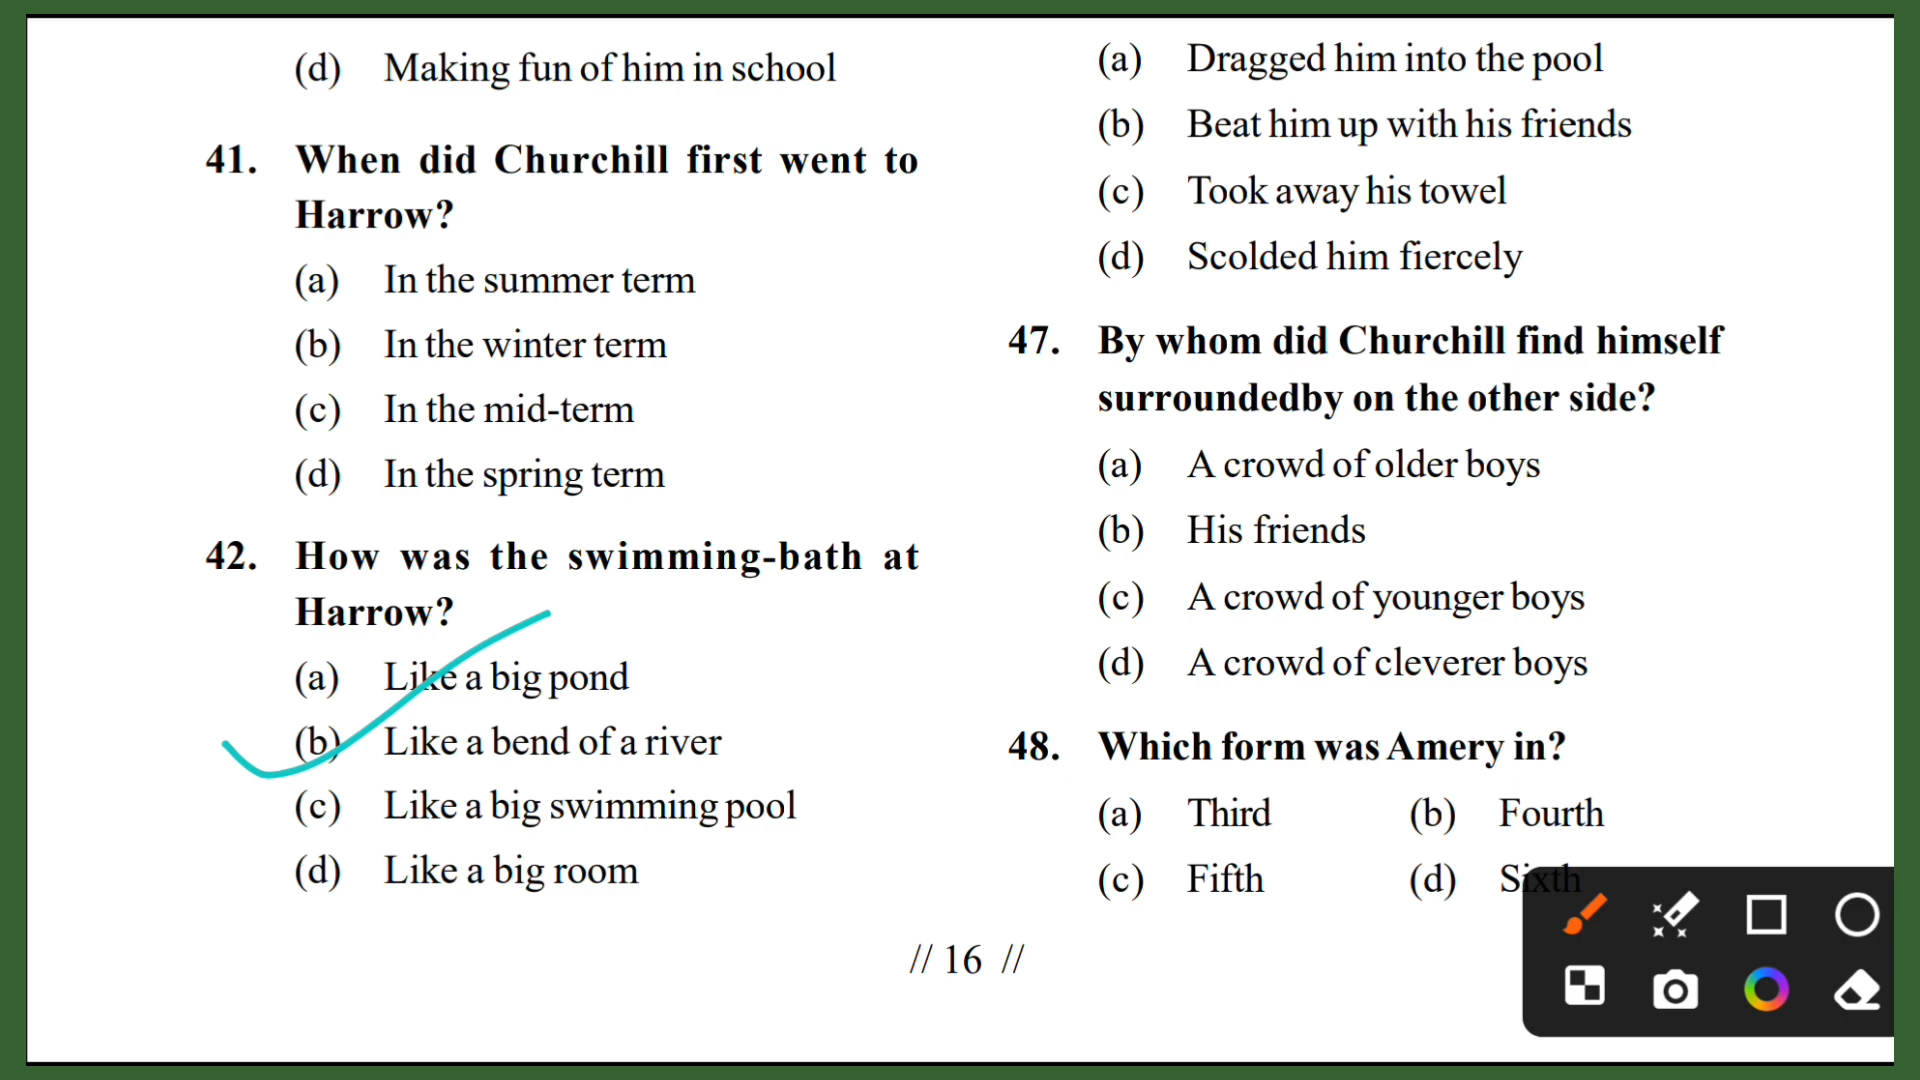 (d) Making fun of him in school
41. When did Churchill first went to
Harrow?
(a) In the summer term
(b) In the winter term
(c) In the mid-term
(d) In the spring term
42. How was the swimming-bath at
Harrow?
(a) Like a big pond
(b) Like a bend of a river
(c) Like a big swimming pool
(d) Like a big room
(a) Dragged him into the pool
(b) Beat him up with his friends
(c) Took away his towel
(d) Scolded him fiercely
47. By whom did Churchill find himself
surroundedby on the other side?
(a) A crowd of older boys
(b) His friends
(c) A crowd of younger boys
(d) A crowd of cleverer boys
48. Which form was Amery in?
(a) Third (b) Fourth
(c) Fifth (d) Sixth
// 16 //